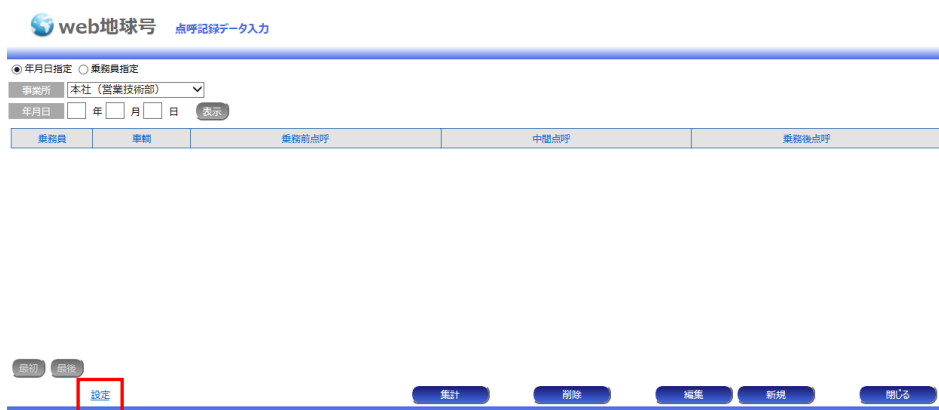 web地球号 点呼記録データ入力
年月日指定 乗務員指定
事業所 本社（営業技術部）
年月日 年 月 日 表示
乗務員 車輌 乗務前点呼 中間点呼 乗務後点呼
最初 最後
設定 集計 削除 編集 新規 閉じる